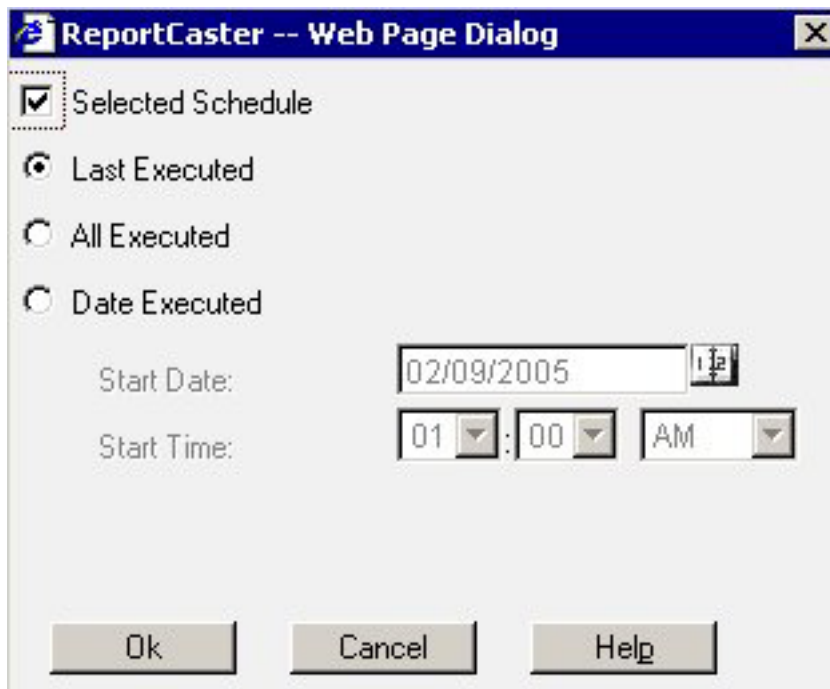 ReportCaster -- Web Page Dialog
Selected Schedule
Last Executed
All Executed
Date Executed
Start Date: 02/09/2005
Start Time: 01 : 00 AM
Ok Cancel Help